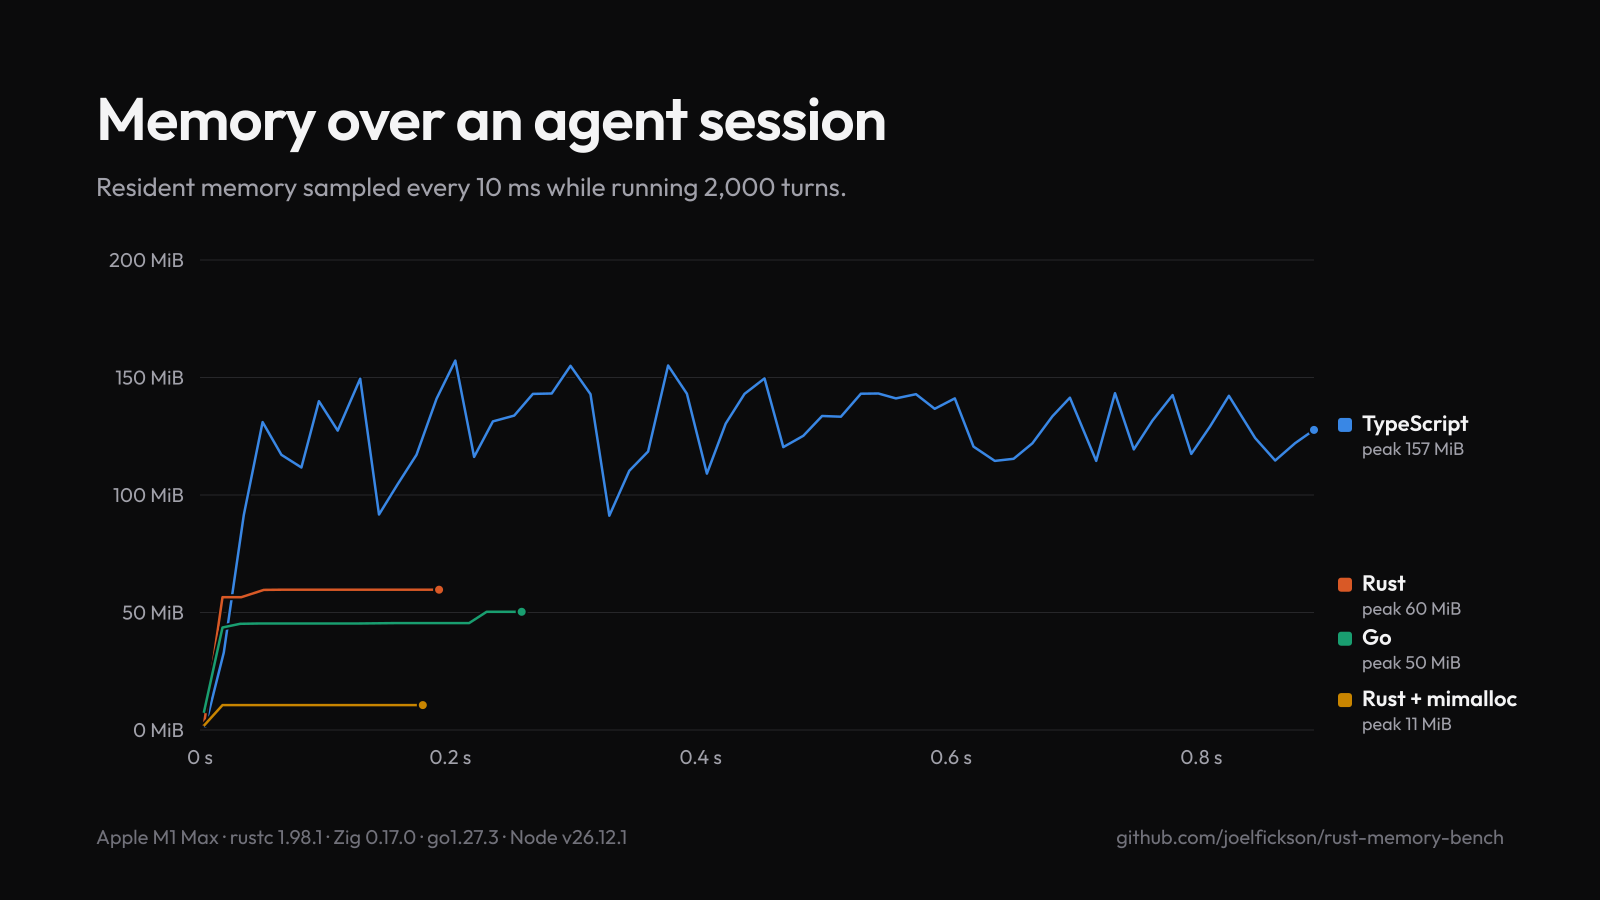 Memory over an agent session
Resident memory sampled every 10 ms while running 2,000 turns.
200 MiB
150 MiB
100 MiB
50 MiB
0 MiB
0 s
0.2 s
0.4 s
0.6 s
0.8 s
TypeScript
peak 157 MiB
Rust
peak 60 MiB
Go
peak 50 MiB
Rust + mimalloc
peak 11 MiB
Apple M1 Max · rustc 1.98.1 · Zig 0.17.0 · go1.27.3 · Node v26.12.1
github.com/joelfickson/rust-memory-bench